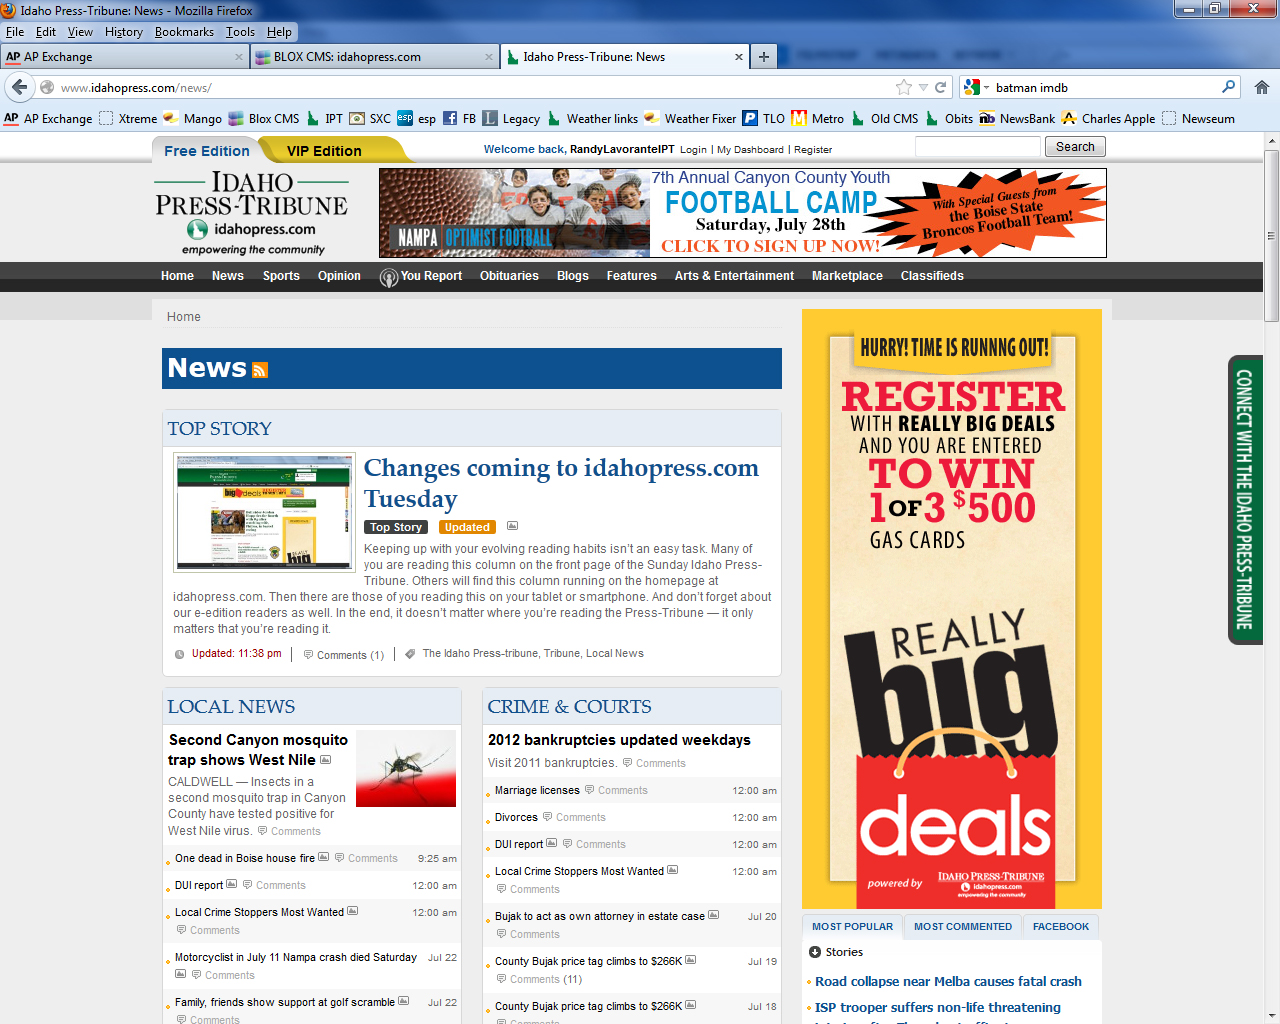 Idaho Press-Tribune: News - Mozilla Firefox
File Edit View History Bookmarks Tools Help
AP AP Exchange
BLOX CMS: idahopress.com
Idaho Press-Tribune: News
www.idahopress.com/news/
batman imdb
AP AP Exchange Xtreme Mango Blox CMS IPT SXC esp esp FB L Legacy Weather links Weather Fixer P TLO M Metro Old CMS Obits nb NewsBank Charles Apple Newseum
Free Edition VIP Edition
Welcome back, RandyLavoranteIPT Login | My Dashboard | Register
Search
IDAHO
PRESS-TRIBUNE
idahopress.com
empowering the community
NAMPA OPTIMIST FOOTBALL
7th Annual Canyon County Youth
FOOTBALL CAMP
Saturday, July 28th
CLICK TO SIGN UP NOW!
With Special Guests from
the Boise State
Broncos Football Team!
Home News Sports Opinion You Report Obituaries Blogs Features Arts & Entertainment Marketplace Classifieds
Home
News
TOP STORY
Changes coming to idahopress.com
Tuesday
Top Story Updated
Keeping up with your evolving reading habits isn't an easy task. Many of
you are reading this column on the front page of the Sunday Idaho Press-
Tribune. Others will find this column running on the homepage at
idahopress.com. Then there are those of you reading this on your tablet or smartphone. And don't forget about
our e-edition readers as well. In the end, it doesn't matter where you're reading the Press-Tribune — it only
matters that you're reading it.
Updated: 11:38 pm | Comments (1) | The Idaho Press-tribune, Tribune, Local News
LOCAL NEWS
Second Canyon mosquito
trap shows West Nile
CALDWELL — Insects in a
second mosquito trap in Canyon
County have tested positive for
West Nile virus. Comments
One dead in Boise house fire Comments 9:25 am
DUI report Comments 12:00 am
Local Crime Stoppers Most Wanted 12:00 am
Comments
Motorcyclist in July 11 Nampa crash died Saturday Jul 22
Comments
Family, friends show support at golf scramble Jul 22
Comments
CRIME & COURTS
2012 bankruptcies updated weekdays
Visit 2011 bankruptcies. Comments
Marriage licenses Comments 12:00 am
Divorces Comments 12:00 am
DUI report Comments 12:00 am
Local Crime Stoppers Most Wanted 12:00 am
Comments
Bujak to act as own attorney in estate case Jul 20
Comments
County Bujak price tag climbs to $266K Jul 19
Comments (11)
County Bujak price tag climbs to $266K Jul 18
Comments
HURRY! TIME IS RUNNNG OUT!
REGISTER
WITH REALLY BIG DEALS
AND YOU ARE ENTERED
TO WIN
1 OF 3 $500
GAS CARDS
REALLY
big
deals
powered by IDAHO PRESS-TRIBUNE
idahopress.com
empowering the community
MOST POPULAR MOST COMMENTED FACEBOOK
Stories
Road collapse near Melba causes fatal crash
ISP trooper suffers non-life threatening
CONNECT WITH THE IDAHO PRESS-TRIBUNE